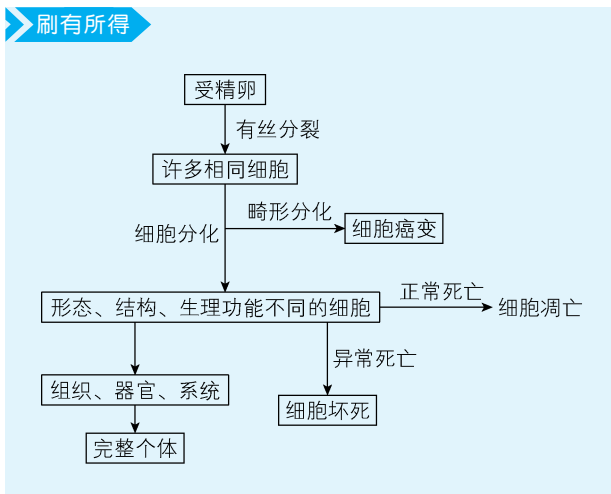 刷有所得
受精卵
有丝分裂
许多相同细胞
畸形分化
细胞分化
细胞癌变
形态、结构、生理功能不同的细胞
正常死亡
细胞凋亡
异常死亡
组织、器官、系统
细胞坏死
完整个体